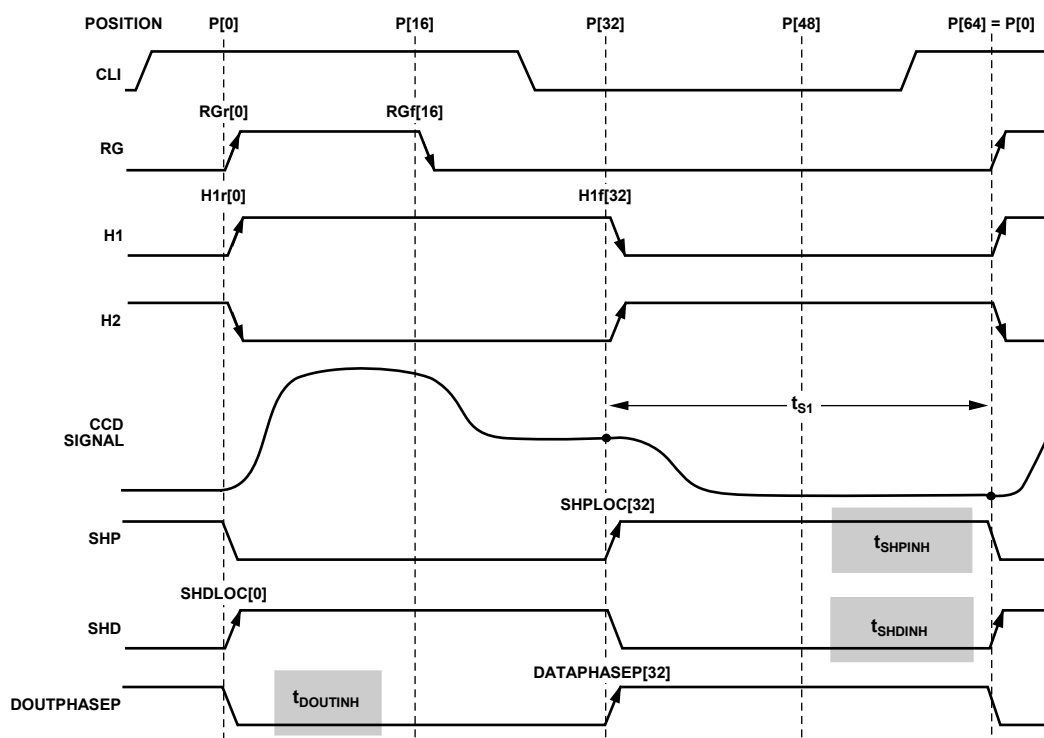 POSITION P[0] P[16] P[32] P[48] P[64] = P[0]
CLI
RGr[0] RGf[16]
RG
H1r[0] H1f[32]
H1
H2
tS1
CCD
SIGNAL
SHPLOC[32]
SHP tSHPINH
SHDLOC[0]
SHD tSHDINH
DATAPHASEP[32]
DOUTPHASEP tDOUTINH